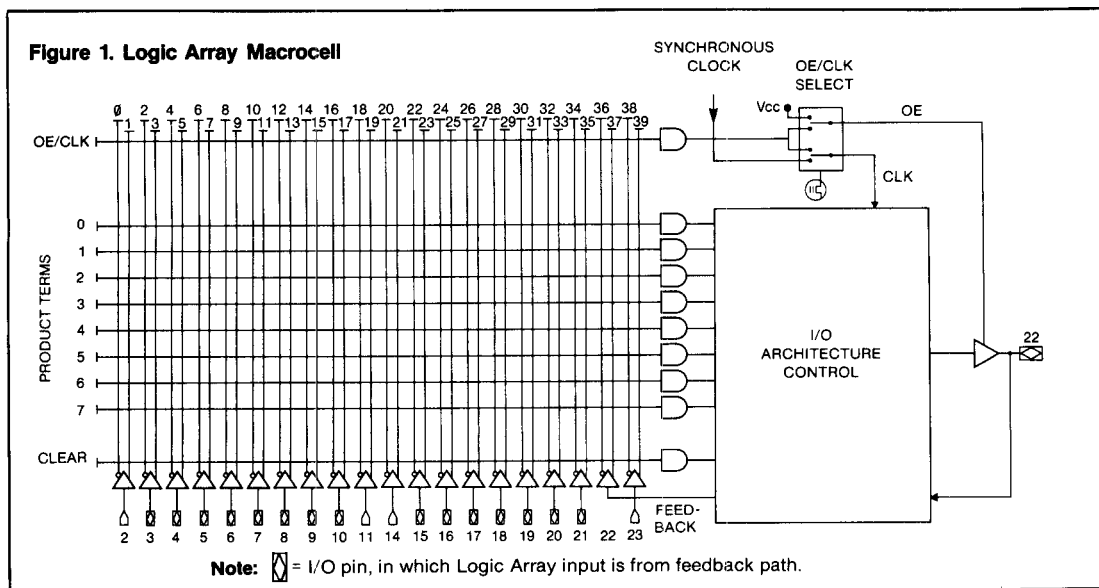 Figure 1. Logic Array Macrocell
SYNCHRONOUS
CLOCK
OE/CLK
SELECT
Vcc
OE
CLK
0 2 4 6 8 10 12 14 16 18 20 22 24 26 28 30 32 34 36 38
1 3 5 7 9 11 13 15 17 19 21 23 25 27 29 31 33 35 37 39
OE/CLK
PRODUCT TERMS
0
1
2
3
4
5
6
7
CLEAR
I/O
ARCHITECTURE
CONTROL
22
FEED-
BACK
2 3 4 5 6 7 8 9 10 11 14 15 16 17 18 19 20 21 22 23
Note: = I/O pin, in which Logic Array input is from feedback path.